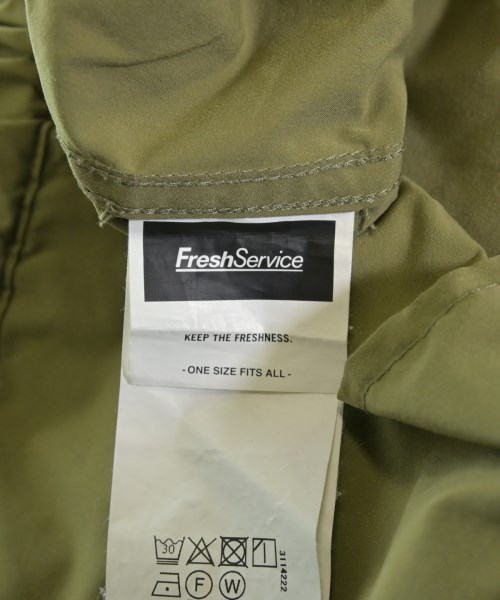 FreshService
KEEP THE FRESHNESS.
- ONE SIZE FITS ALL -
30
F W
3114222